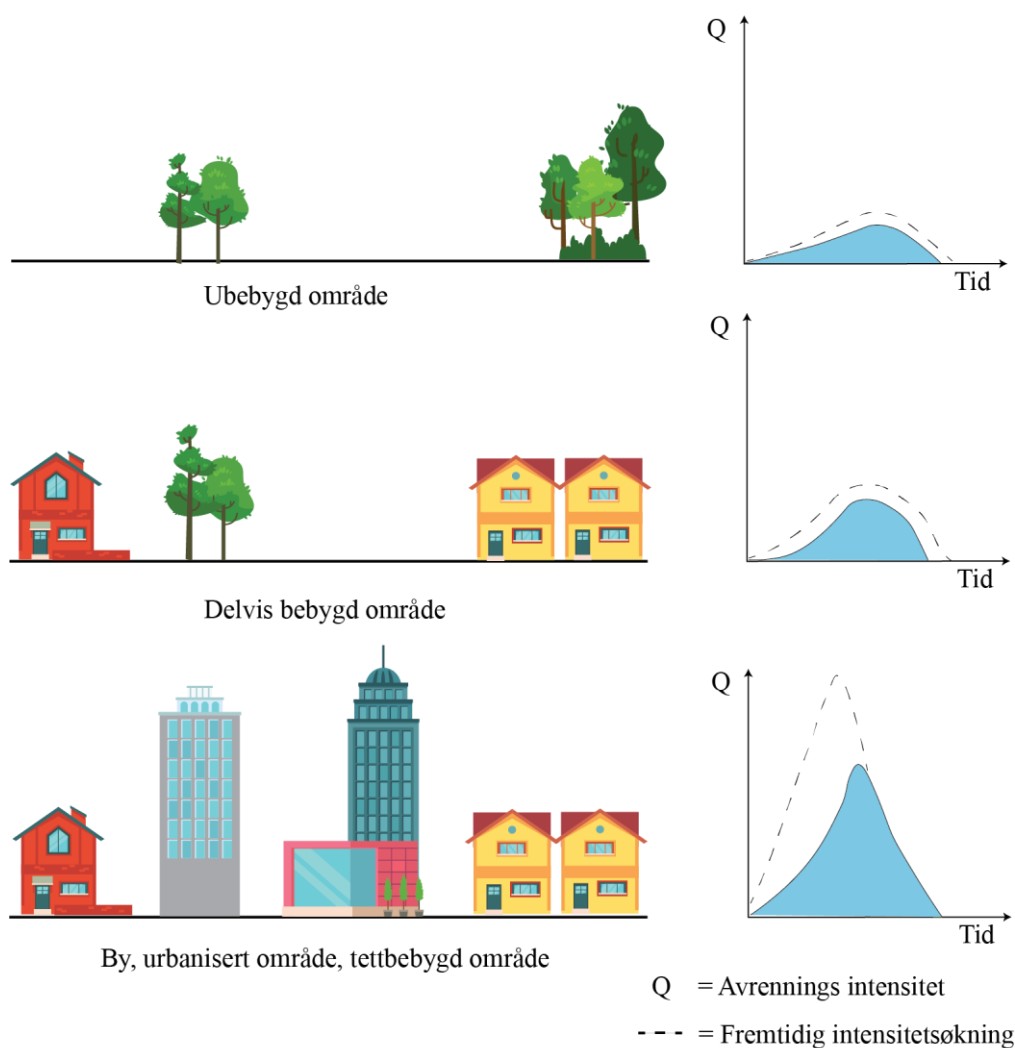 Q
Tid
Ubebygd område
Q
Tid
Delvis bebygd område
Q
Tid
By, urbanisert område, tettbebygd område
Q = Avrennings intensitet
---- = Fremtidig intensitetsøkning